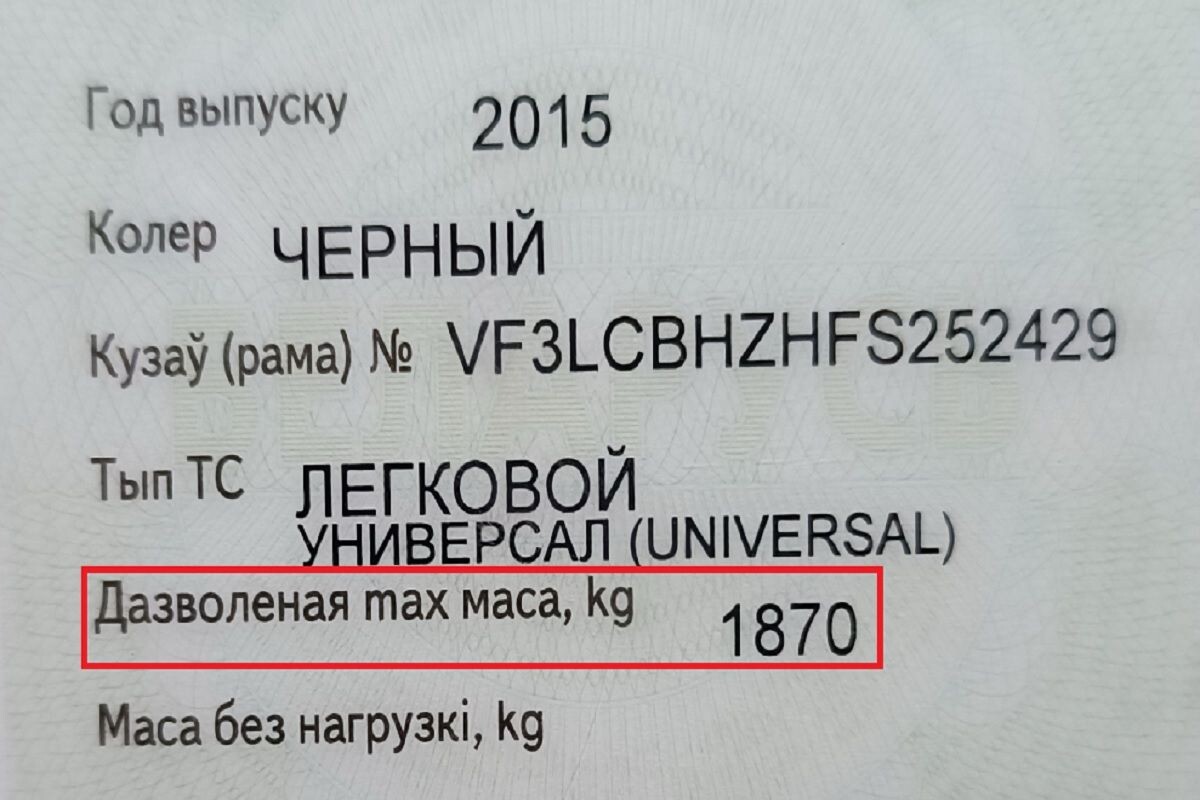 Год выпуску 2015
Колер ЧЕРНЫЙ
Кузаў (рама) № VF3LCBHZHFS252429
Тып ТС ЛЕГКОВОЙ
УНИВЕРСАЛ (UNIVERSAL)
Дазволеная max маса, kg 1870
Маса без нагрузкі, kg
БЕЛАРУСЬ